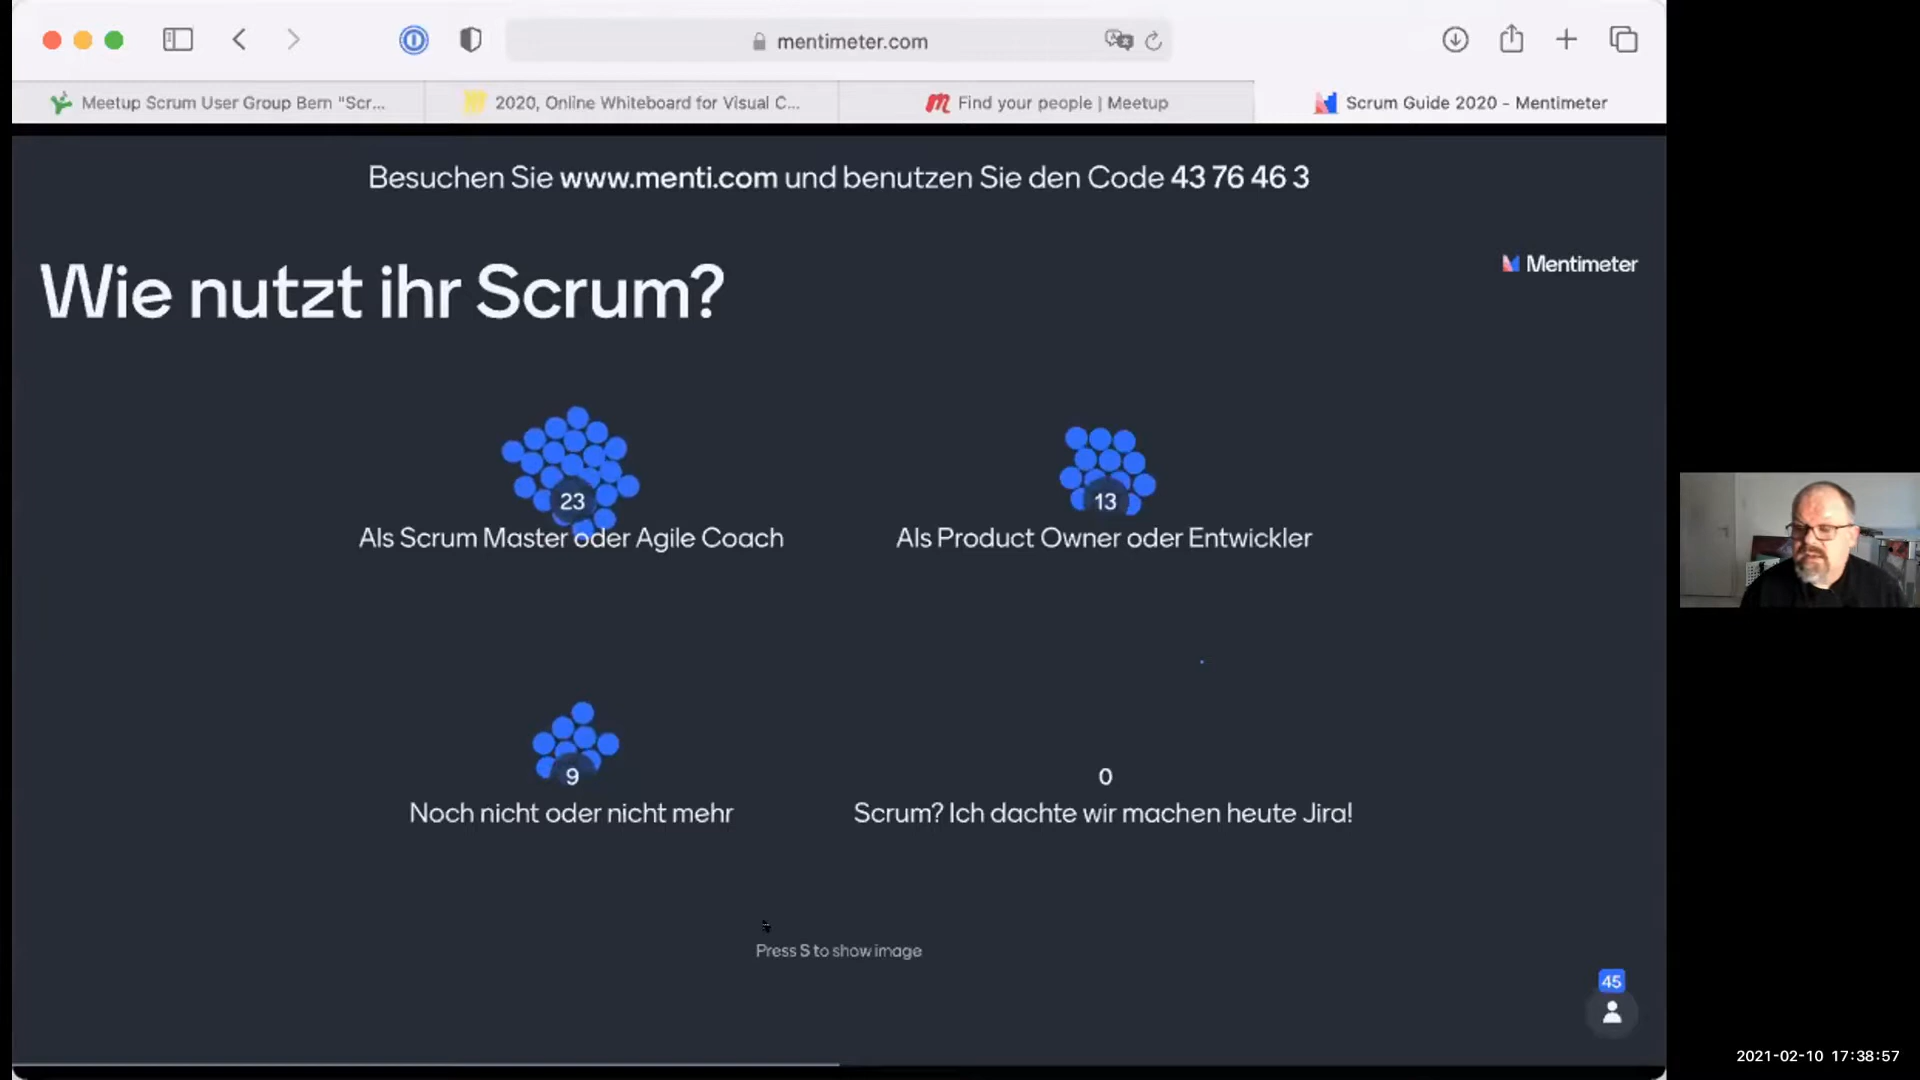 mentimeter.com
Meetup Scrum User Group Bern "Scr...
2020, Online Whiteboard for Visual C...
Find your people | Meetup
Scrum Guide 2020 - Mentimeter
Besuchen Sie www.menti.com und benutzen Sie den Code 43 76 46 3
Mentimeter
Wie nutzt ihr Scrum?
23
Als Scrum Master oder Agile Coach
13
Als Product Owner oder Entwickler
9
Noch nicht oder nicht mehr
0
Scrum? Ich dachte wir machen heute Jira!
Press S to show image
45
2021-02-10 17:38:57